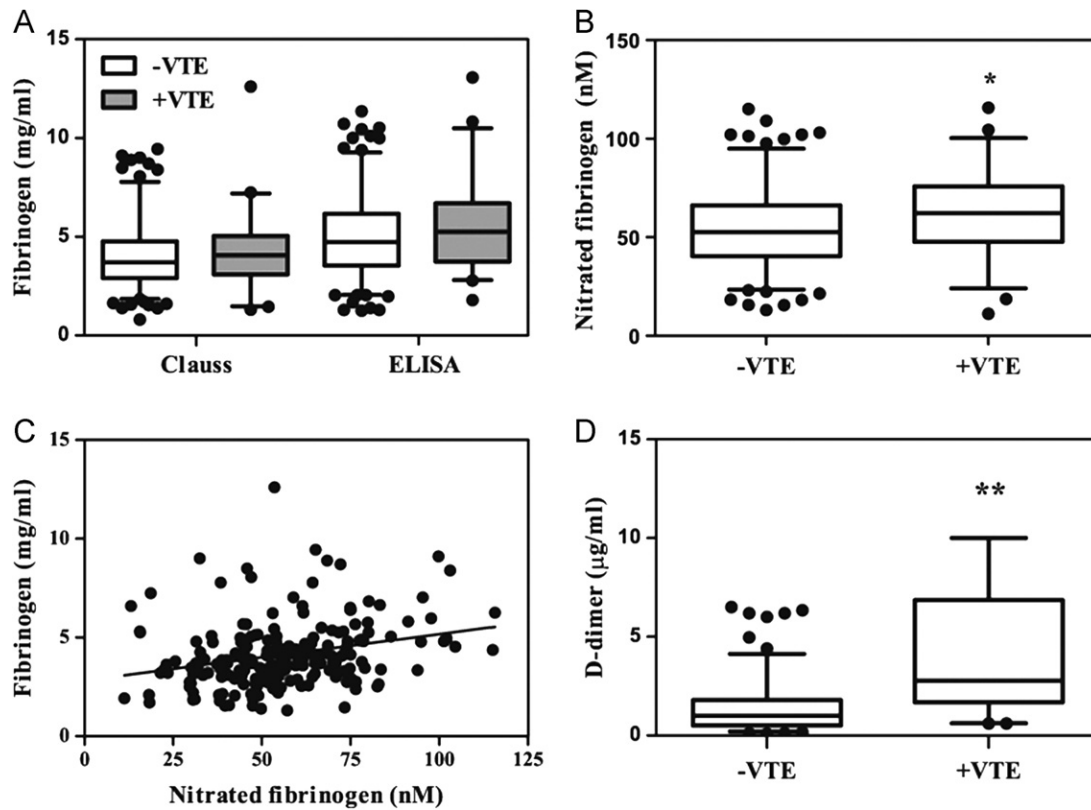 A
Fibrinogen (mg/ml)
15
10
5
0
-VTE
+VTE
Clauss
ELISA
B
Nitrated fibrinogen (nM)
150
100
50
0
*
-VTE
+VTE
C
Fibrinogen (mg/ml)
15
10
5
0
0
25
50
75
100
125
Nitrated fibrinogen (nM)
D
D-dimer (μg/ml)
15
10
5
0
**
-VTE
+VTE